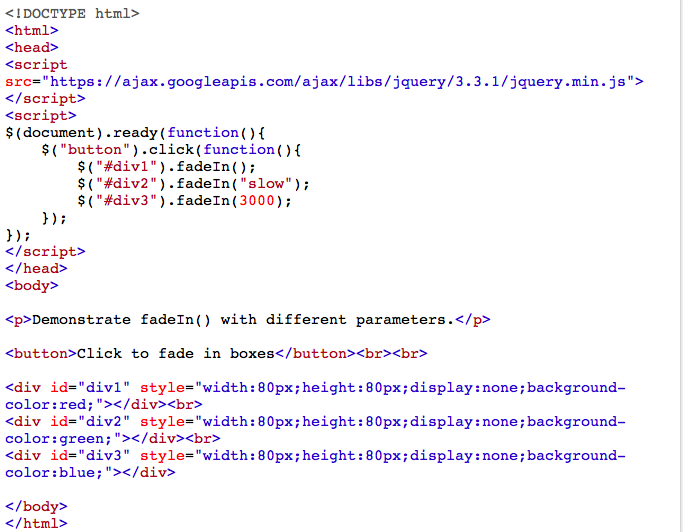 <!DOCTYPE html>
<html>
<head>
<script
src="https://ajax.googleapis.com/ajax/libs/jquery/3.3.1/jquery.min.js">
</script>
<script>
$(document).ready(function(){
    $("button").click(function(){
        $("#div1").fadeIn();
        $("#div2").fadeIn("slow");
        $("#div3").fadeIn(3000);
    });
});
</script>
</head>
<body>

<p>Demonstrate fadeIn() with different parameters.</p>

<button>Click to fade in boxes</button><br><br>

<div id="div1" style="width:80px;height:80px;display:none;background-
color:red;"></div><br>
<div id="div2" style="width:80px;height:80px;display:none;background-
color:green;"></div><br>
<div id="div3" style="width:80px;height:80px;display:none;background-
color:blue;"></div>

</body>
</html>